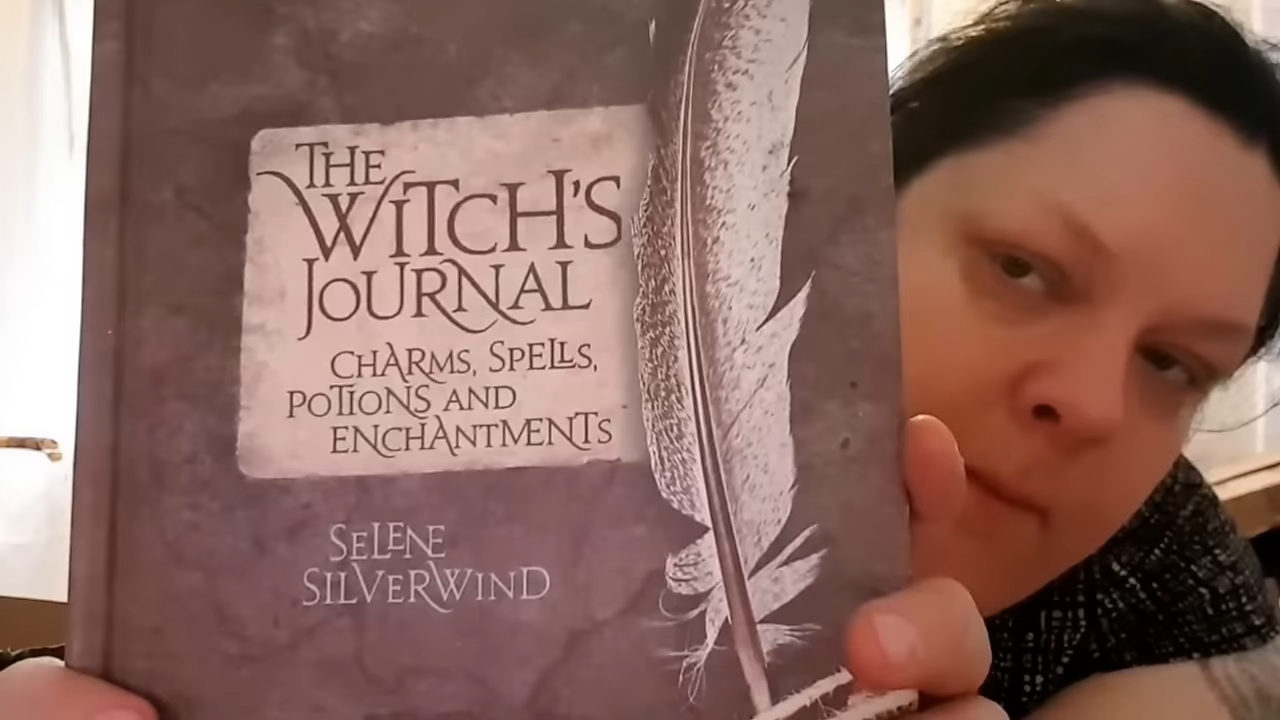 THE
WITCH'S
JOURNAL
CHARMS, SPELLS,
POTIONS AND
ENCHANTMENTS
SELENE
SILVERWIND